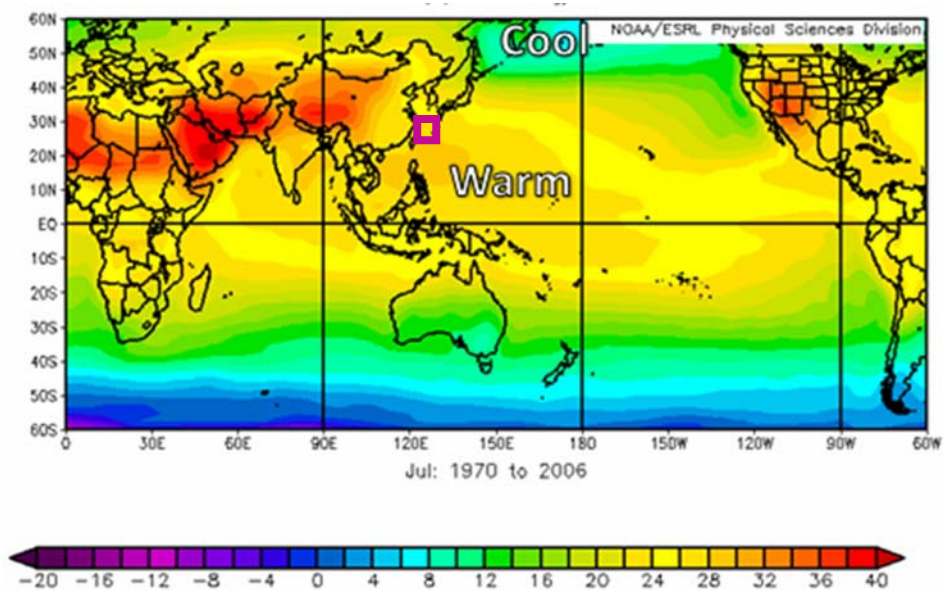 60N
NOAA/ESRL Physical Sciences Division
Cool
50N
40N
30N
20N
Warm
10N
EQ
10S
20S
30S
40S
50S
60S
0 30E 60E 90E 120E 150E 180 150W 120W 90W 60W
Jul: 1970 to 2006
−20 −16 −12 −8 −4 0 4 8 12 16 20 24 28 32 36 40